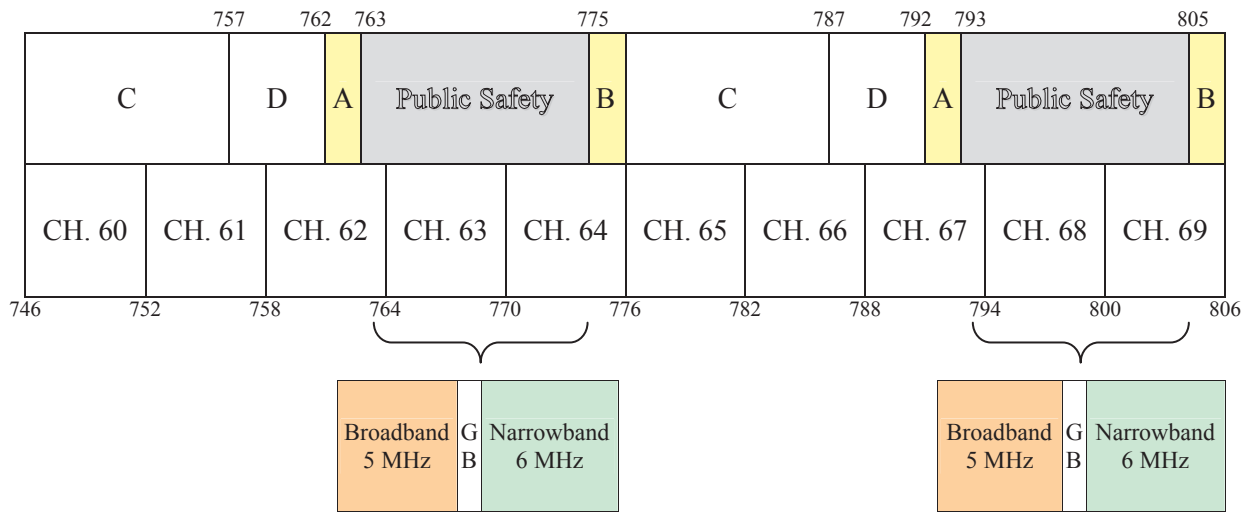 757 762 763 775 787 792 793 805
C D A Public Safety B C D A Public Safety B
CH. 60 CH. 61 CH. 62 CH. 63 CH. 64 CH. 65 CH. 66 CH. 67 CH. 68 CH. 69
746 752 758 764 770 776 782 788 794 800 806
Broadband
5 MHz
G
B
Narrowband
6 MHz
Broadband
5 MHz
G
B
Narrowband
6 MHz